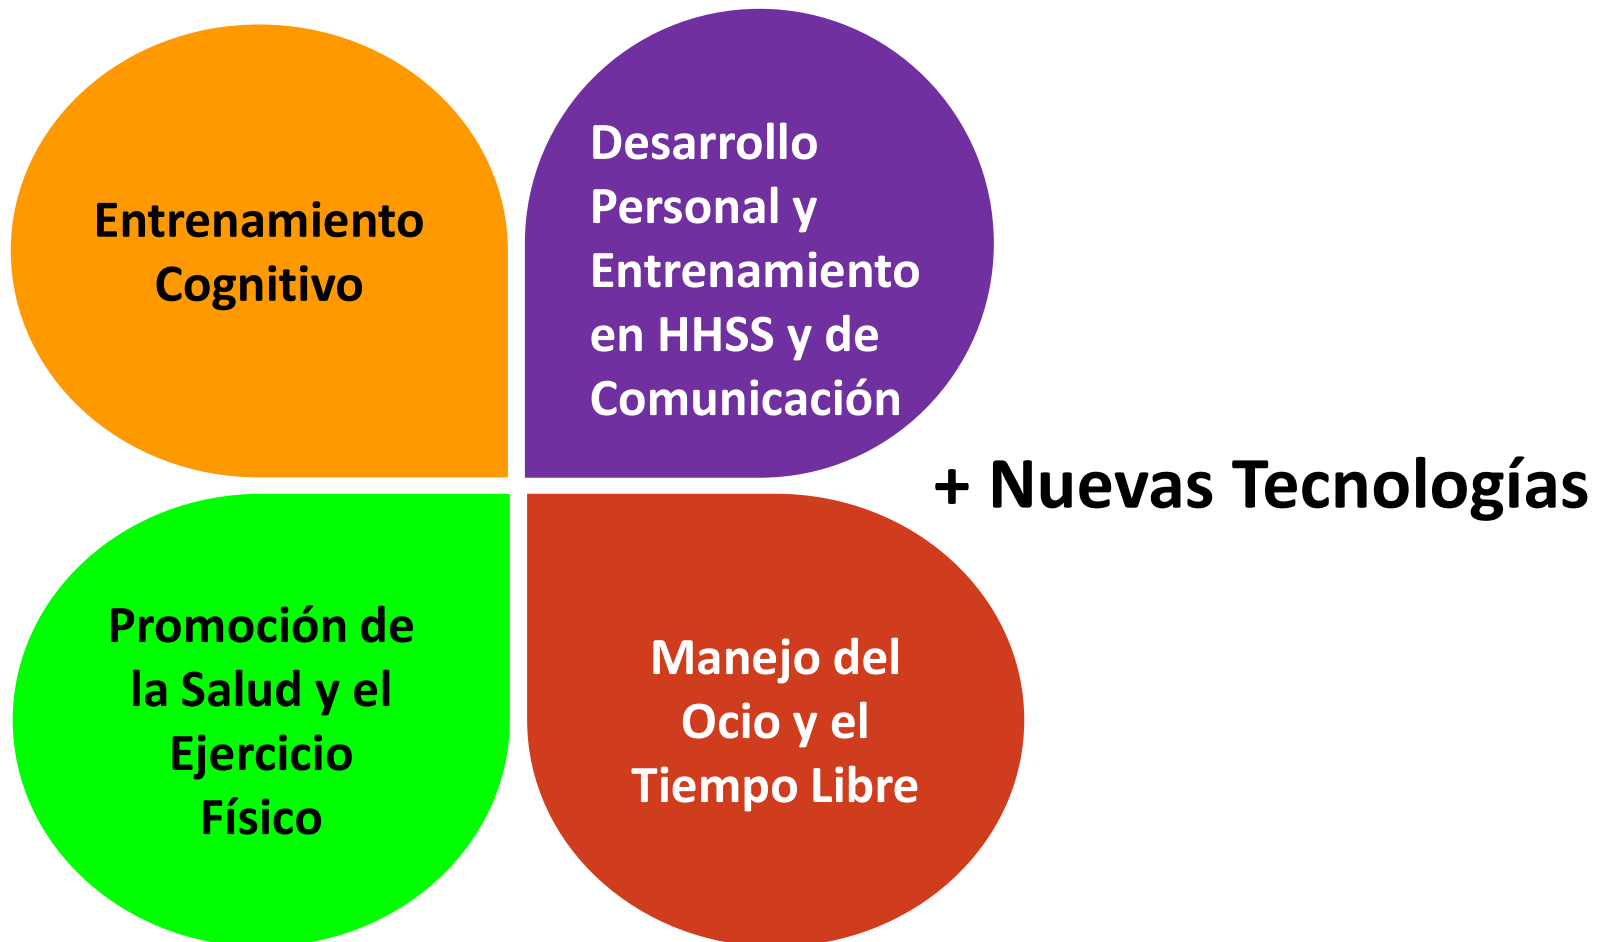 Entrenamiento
Cognitivo
Desarrollo
Personal y
Entrenamiento
en HHSS y de
Comunicación
+ Nuevas Tecnologías
Promoción de
la Salud y el
Ejercicio
Físico
Manejo del
Ocio y el
Tiempo Libre